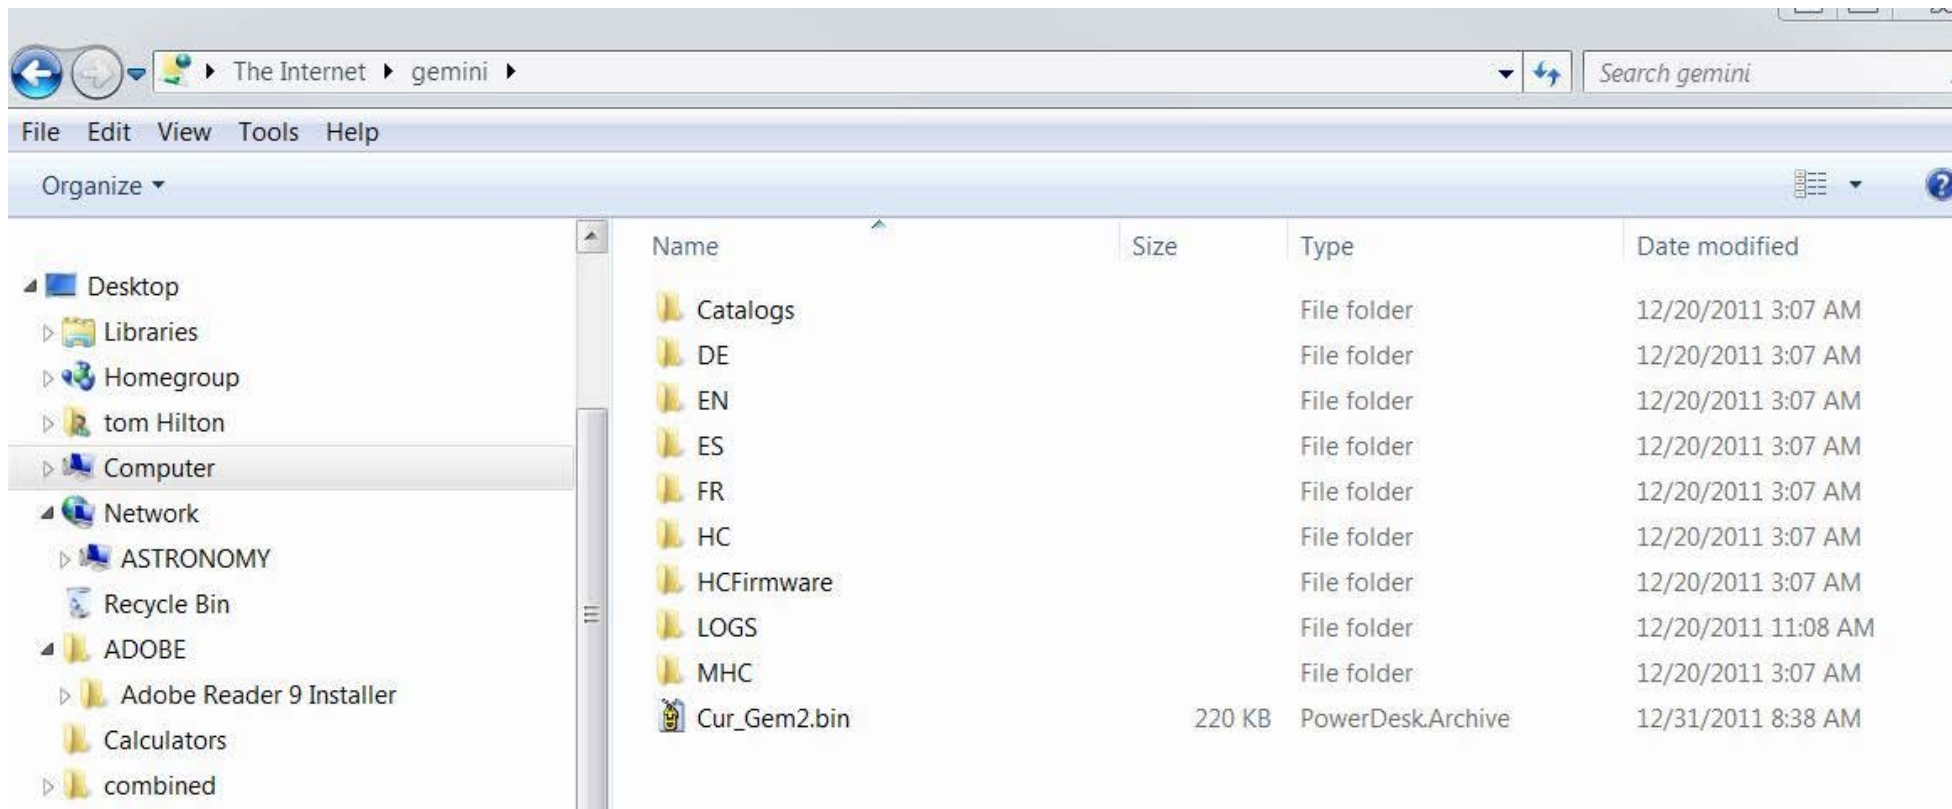 The Internet gemini Search gemini
File Edit View Tools Help
Organize
Name Size Type Date modified
Desktop
Libraries
Homegroup
tom Hilton
Computer
Network
ASTRONOMY
Recycle Bin
ADOBE
Adobe Reader 9 Installer
Calculators
combined
Catalogs File folder 12/20/2011 3:07 AM
DE File folder 12/20/2011 3:07 AM
EN File folder 12/20/2011 3:07 AM
ES File folder 12/20/2011 3:07 AM
FR File folder 12/20/2011 3:07 AM
HC File folder 12/20/2011 3:07 AM
HCFirmware File folder 12/20/2011 3:07 AM
LOGS File folder 12/20/2011 11:08 AM
MHC File folder 12/20/2011 3:07 AM
Cur_Gem2.bin 220 KB PowerDesk.Archive 12/31/2011 8:38 AM